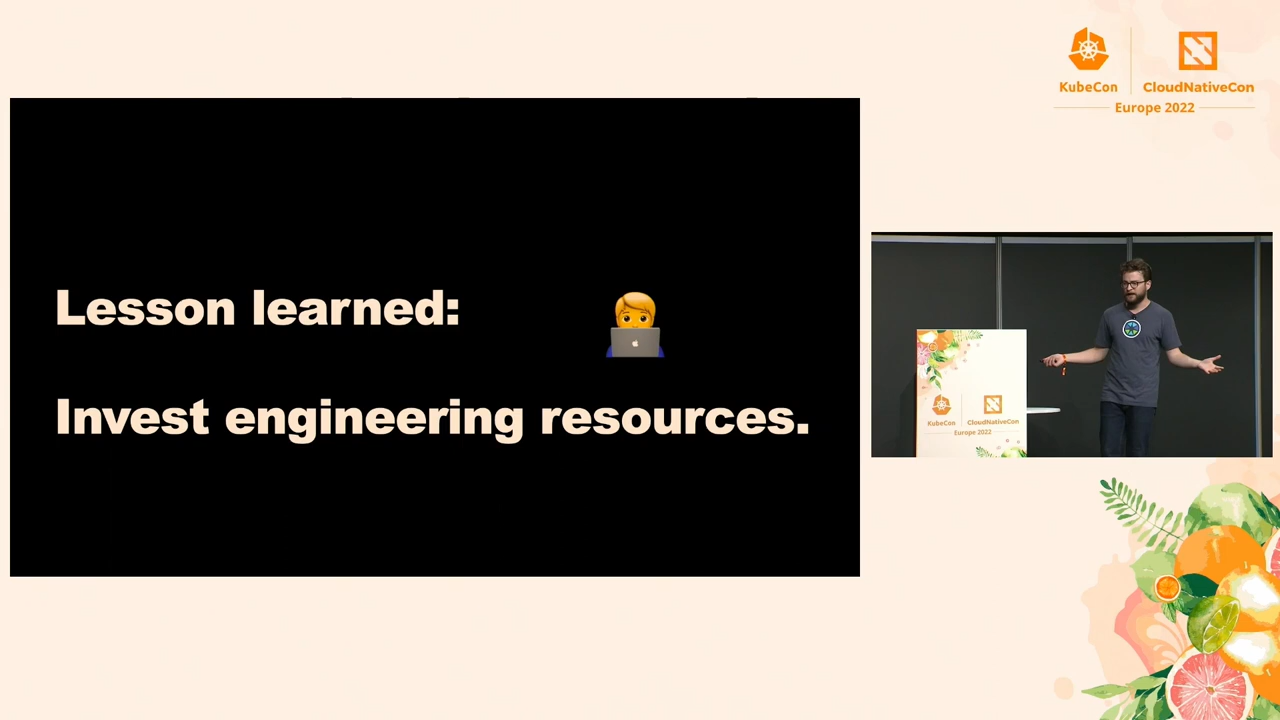 KubeCon
CloudNativeCon
Europe 2022
Lesson learned:
Invest engineering resources.
KubeCon
CloudNativeCon
Europe 2022